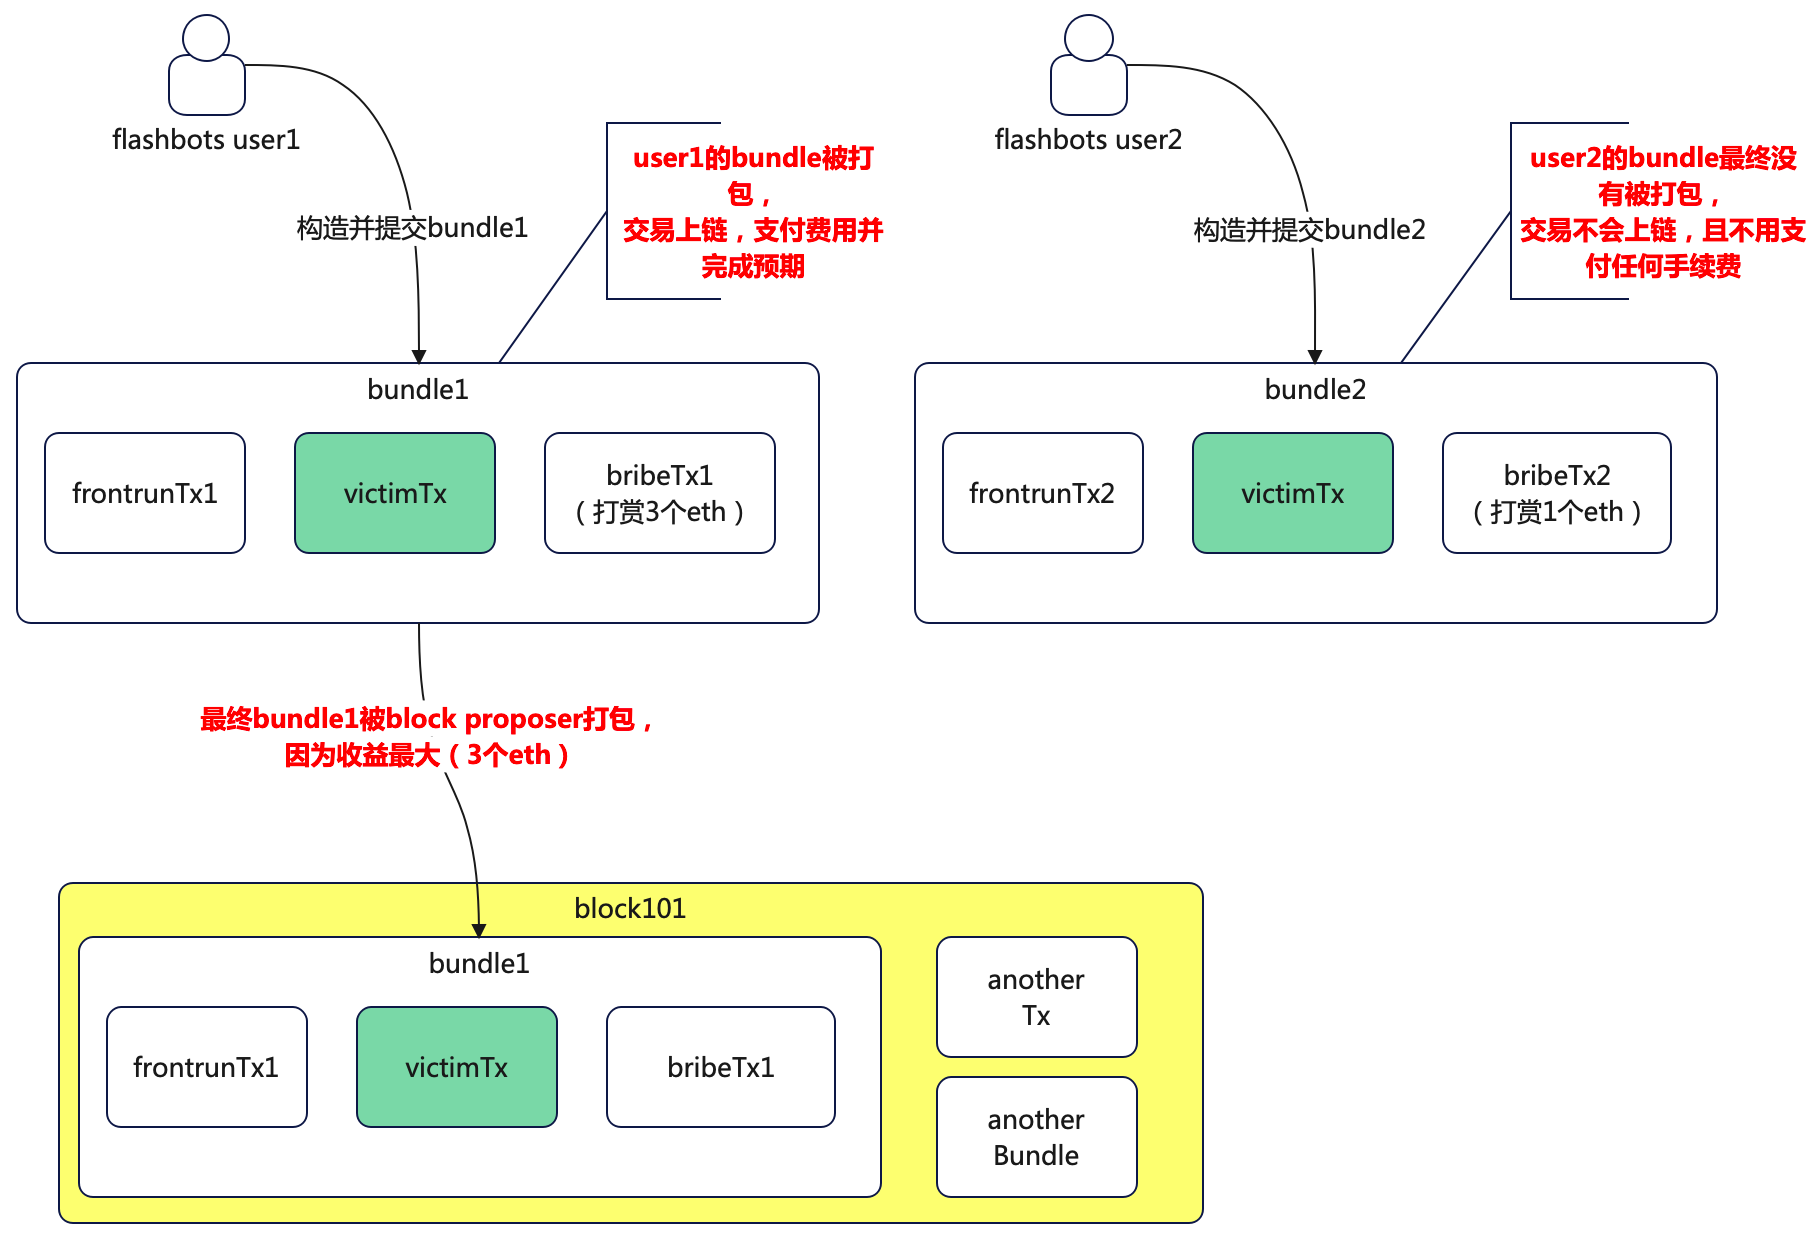 flashbots user1
构造并提交bundle1
user1的bundle被打
包，
交易上链，支付费用并
完成预期
flashbots user2
构造并提交bundle2
user2的bundle最终没
有被打包，
交易不会上链，且不用支
付任何手续费
bundle1
frontrunTx1
victimTx
bribeTx1
（打赏3个eth）
bundle2
frontrunTx2
victimTx
bribeTx2
（打赏1个eth）
最终bundle1被block proposer打包，
因为收益最大（3个eth）
block101
bundle1
frontrunTx1
victimTx
bribeTx1
another
Tx
another
Bundle